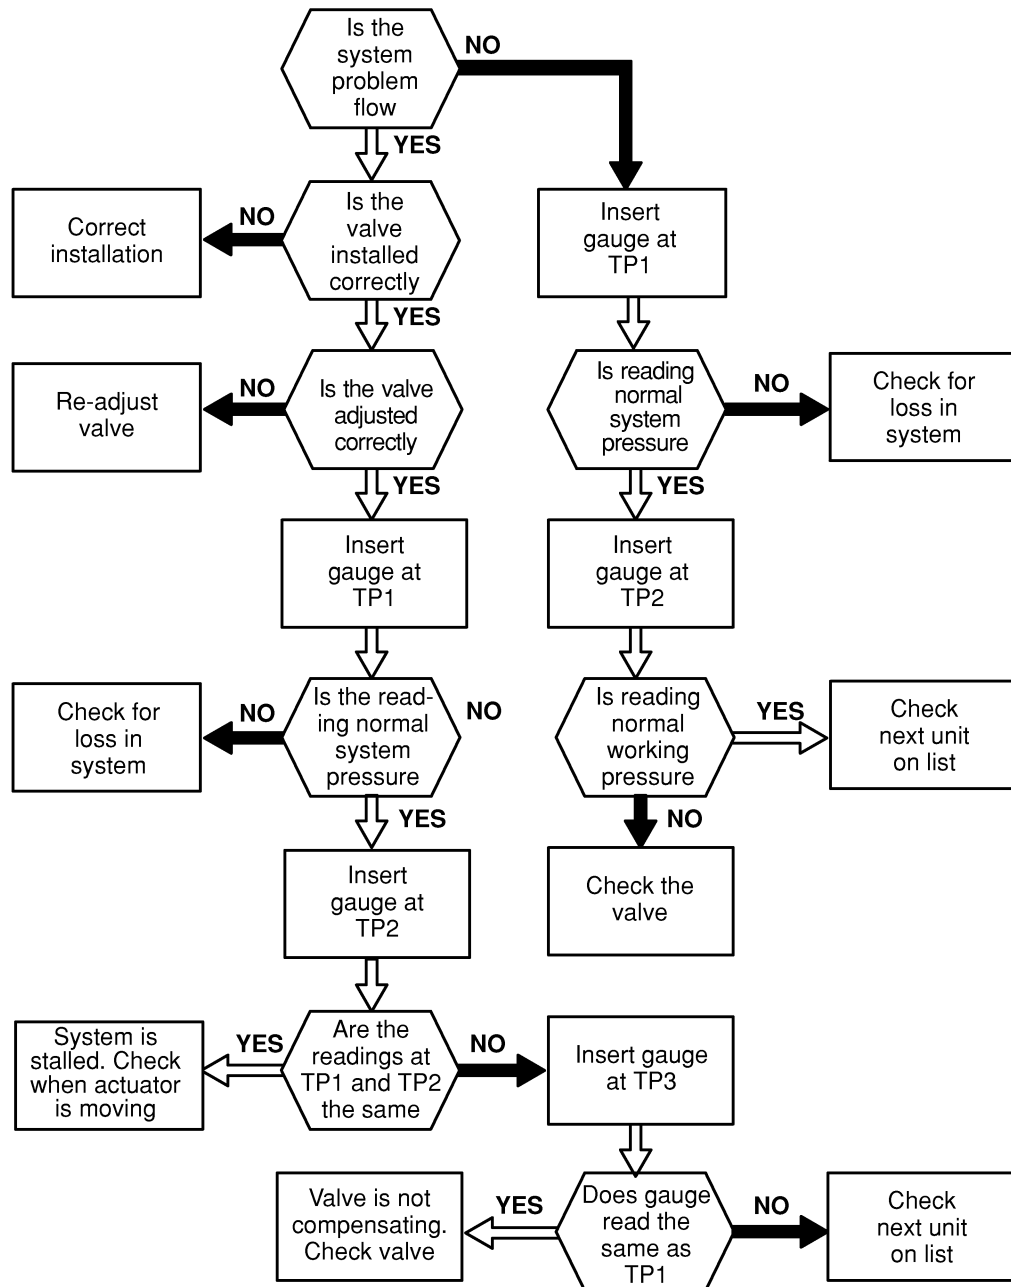 Is the
system
problem
flow
NO
YES
Correct
installation
NO
Is the
valve
installed
correctly
YES
Insert
gauge at
TP1
Re-adjust
valve
NO
Is the valve
adjusted
correctly
YES
Is reading
normal
system
pressure
NO
YES
Check for
loss in
system
Insert
gauge at
TP1
Insert
gauge at
TP2
Check for
loss in
system
NO
Is the read-
ing normal
system
pressure
NO
YES
Is reading
normal
working
pressure
YES
NO
Check
next unit
on list
Insert
gauge at
TP2
Check the
valve
System is
stalled. Check
when actuator
is moving
YES
Are the
readings at
TP1 and TP2
the same
NO
Insert gauge
at TP3
Valve is not
compensating.
Check valve
YES
Does gauge
read the
same as
TP1
NO
Check
next unit
on list